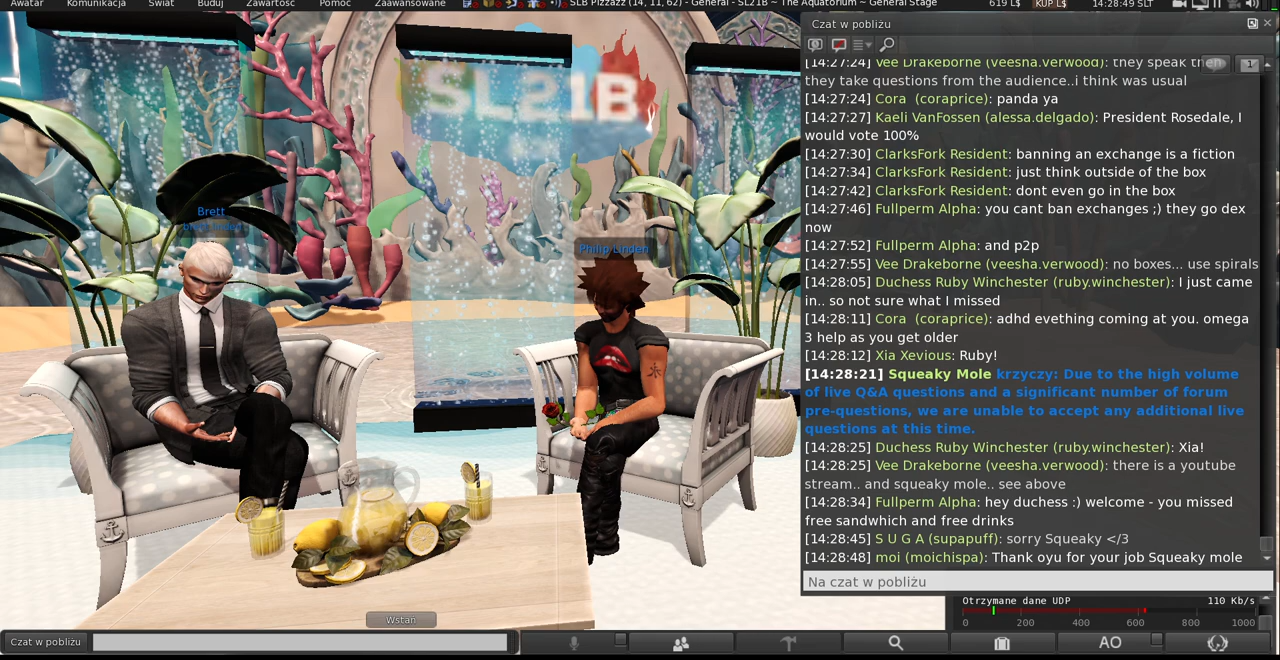 Awatar Komunikacja Świat Buduj Zawartość Pomoc Zaawansowane SLB Pizzazz (14, 11, 62) - General - SL21B ~ The Aquatorium ~ General Stage 619 L$ KUP L$ 14:28:49 SLT
Czat w pobliżu
1
[14:27:24] Vee Drakeborne (veesha.verwood): they speak then
they take questions from the audience..i think was usual
[14:27:24] Cora (coraprice): panda ya
[14:27:27] Kaeli VanFossen (alessa.delgado): President Rosedale, I
would vote 100%
[14:27:30] ClarksFork Resident: banning an exchange is a fiction
[14:27:34] ClarksFork Resident: just think outside of the box
[14:27:42] ClarksFork Resident: dont even go in the box
[14:27:46] Fullperm Alpha: you cant ban exchanges ;) they go dex
now
[14:27:52] Fullperm Alpha: and p2p
[14:27:55] Vee Drakeborne (veesha.verwood): no boxes... use spirals
[14:28:05] Duchess Ruby Winchester (ruby.winchester): I just came
in.. so not sure what I missed
[14:28:11] Cora (coraprice): adhd evething coming at you. omega
3 help as you get older
[14:28:12] Xia Xevious: Ruby!
[14:28:21] Squeaky Mole krzyczy: Due to the high volume
of live Q&A questions and a significant number of forum
pre-questions, we are unable to accept any additional live
questions at this time.
[14:28:25] Duchess Ruby Winchester (ruby.winchester): Xia!
[14:28:25] Vee Drakeborne (veesha.verwood): there is a youtube
stream.. and squeaky mole.. see above
[14:28:34] Fullperm Alpha: hey duchess :) welcome - you missed
free sandwhich and free drinks
[14:28:45] S U G A (supapuff): sorry Squeaky </3
[14:28:48] moi (moichispa): Thank oyu for your job Squeaky mole
Na czat w pobliżu
SL21B
Brett
brett.linden
Philip Linden
Wstań
Otrzymane dane UDP 110 Kb/s
0 200 400 600 800 1000
Czat w pobliżu
AO